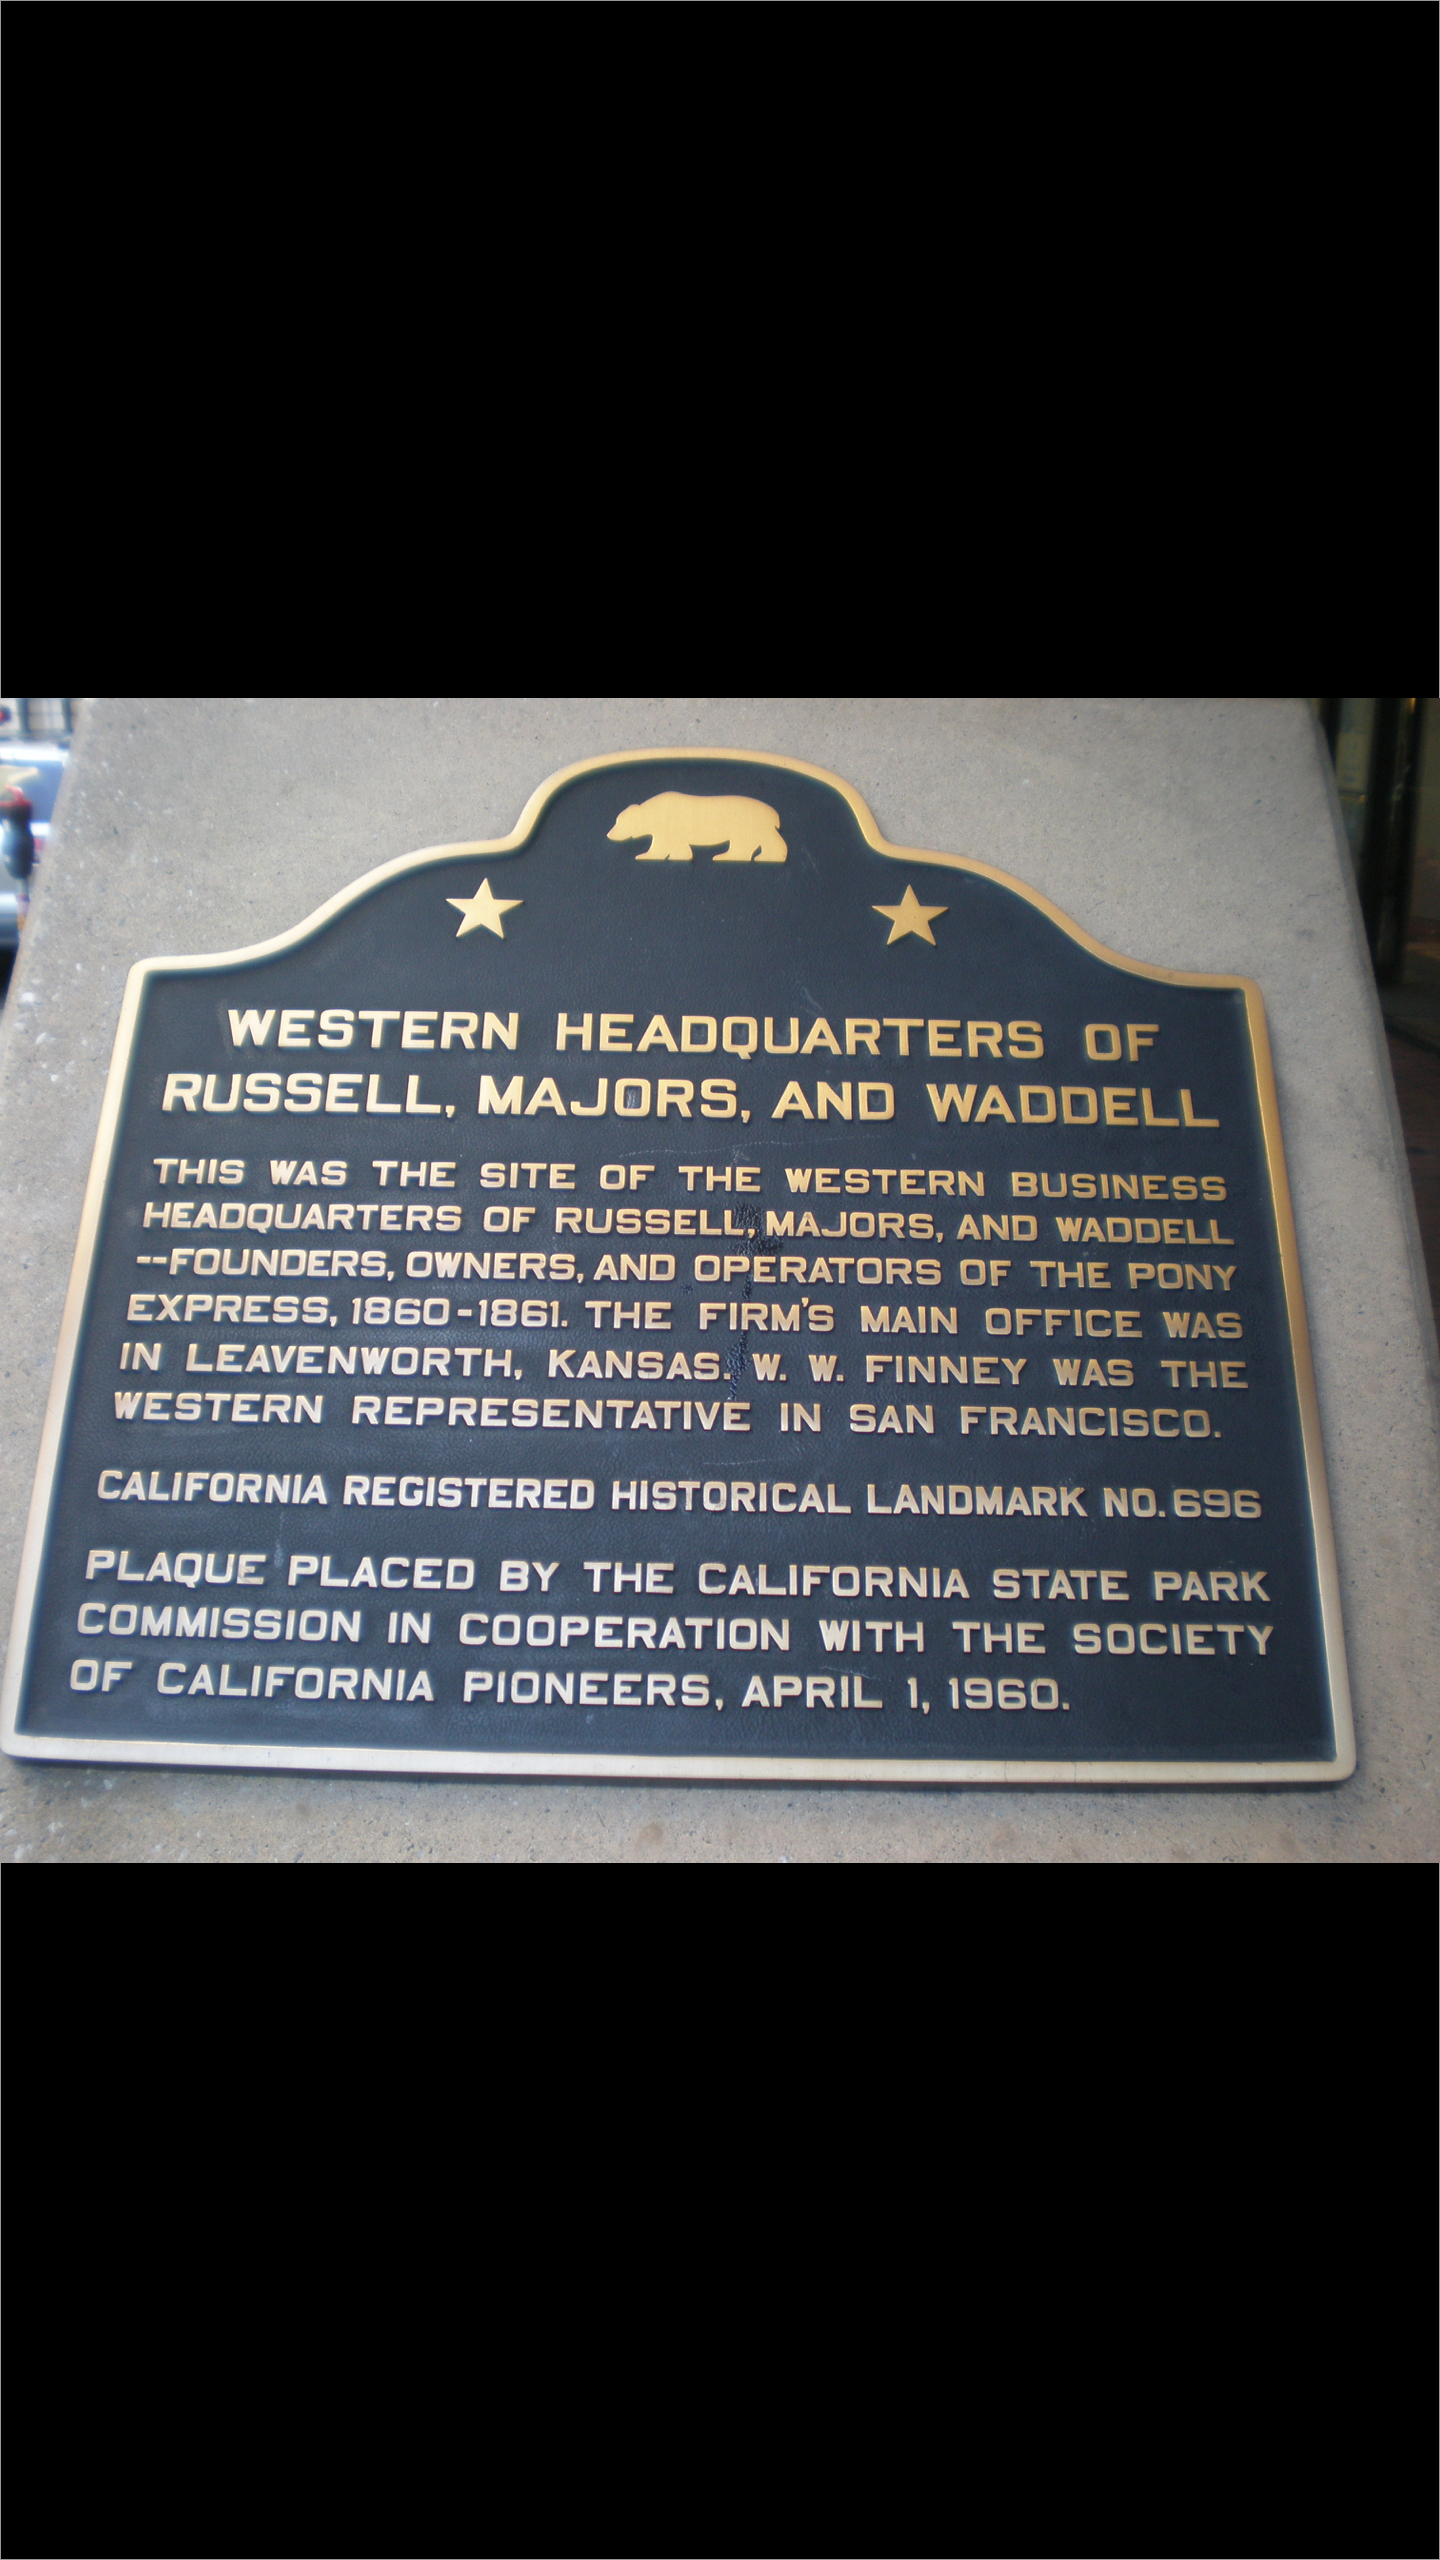 WESTERN HEADQUARTERS OF
RUSSELL, MAJORS, AND WADDELL
THIS WAS THE SITE OF THE WESTERN BUSINESS
HEADQUARTERS OF RUSSELL, MAJORS, AND WADDELL
--FOUNDERS, OWNERS, AND OPERATORS OF THE PONY
EXPRESS, 1860-1861. THE FIRM'S MAIN OFFICE WAS
IN LEAVENWORTH, KANSAS. W. W. FINNEY WAS THE
WESTERN REPRESENTATIVE IN SAN FRANCISCO.
CALIFORNIA REGISTERED HISTORICAL LANDMARK NO. 696
PLAQUE PLACED BY THE CALIFORNIA STATE PARK
COMMISSION IN COOPERATION WITH THE SOCIETY
OF CALIFORNIA PIONEERS, APRIL 1, 1960.